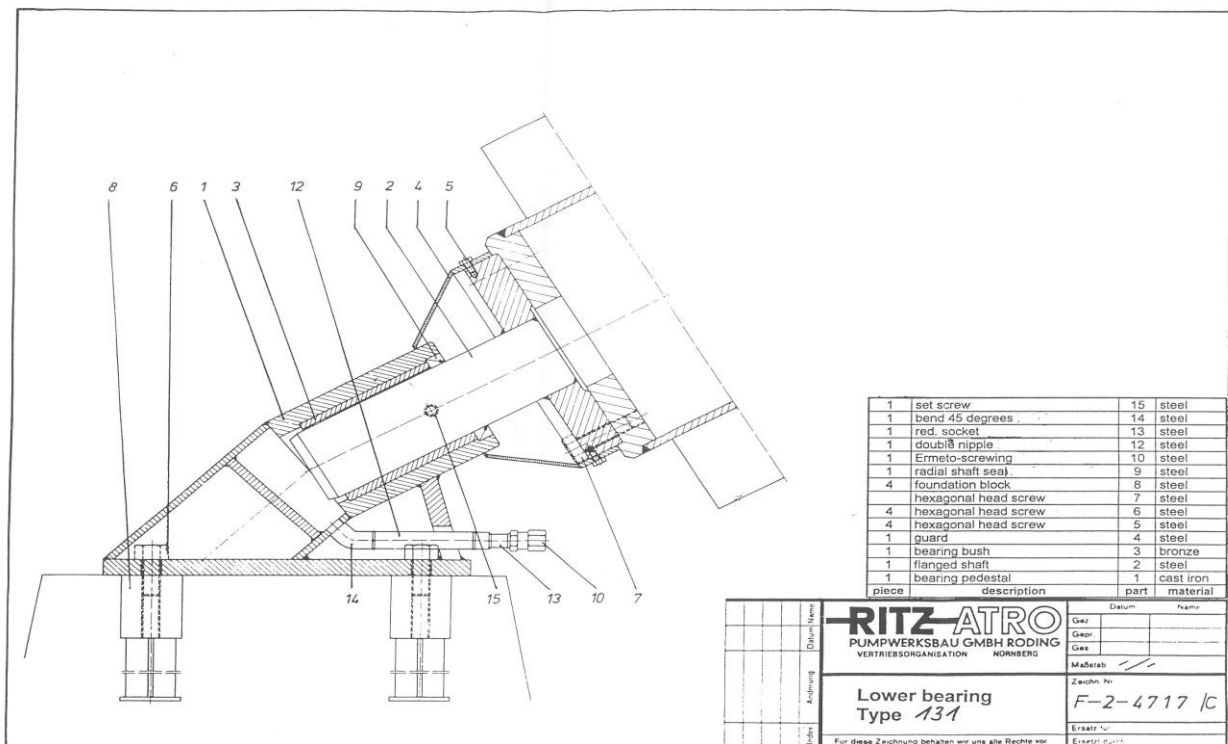 8 6 1 3 12 9 2 4 5
14 15 13 10 7
1 set screw 15 steel
1 bend 45 degrees 14 steel
1 red. socket 13 steel
1 double nipple 12 steel
1 Ermeto-screwing 10 steel
1 radial shaft seal 9 steel
4 foundation block 8 steel
hexagonal head screw 7 steel
4 hexagonal head screw 6 steel
4 hexagonal head screw 5 steel
1 guard 4 steel
1 bearing bush 3 bronze
1 flanged shaft 2 steel
1 bearing pedestal 1 cast iron
piece description part material
Datum Name
Änderung
Index
RITZ-ATRO
PUMPWERKSBAU GMBH RODING
VERTRIEBSORGANISATION NÜRNBERG
Datum Name
Gez
Gepr
Ges
Maßstab
Lower bearing
Type 131
Zeichn. Nr
F-2-4717 /C
Ersatz für
Ersetzt durch
Für diese Zeichnung behalten wir uns alle Rechte vor